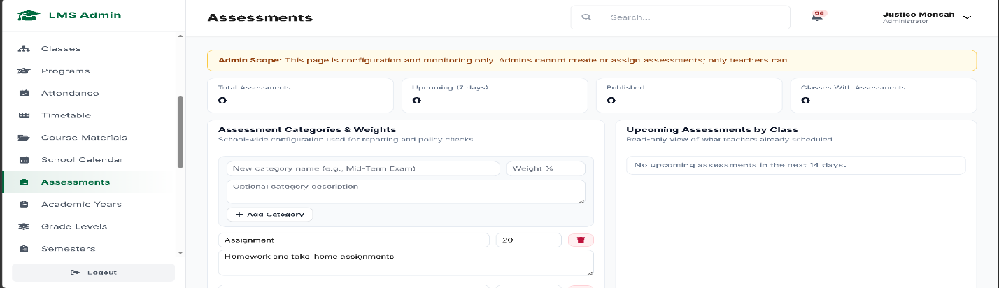 LMS Admin
Classes
Programs
Attendance
Timetable
Course Materials
School Calendar
Assessments
Academic Years
Grade Levels
Semesters
Logout
Assessments
Search...
36
Justice Mensah
Administrator
Admin Scope: This page is configuration and monitoring only. Admins cannot create or assign assessments; only teachers can.
Total Assessments
0
Upcoming (7 days)
0
Published
0
Classes With Assessments
0
Assessment Categories & Weights
School-wide configuration used for reporting and policy checks.
New category name (e.g., Mid-Term Exam)
Weight %
Optional category description
+ Add Category
Assignment
20
Homework and take-home assignments
Upcoming Assessments by Class
Read-only view of what teachers already scheduled.
No upcoming assessments in the next 14 days.